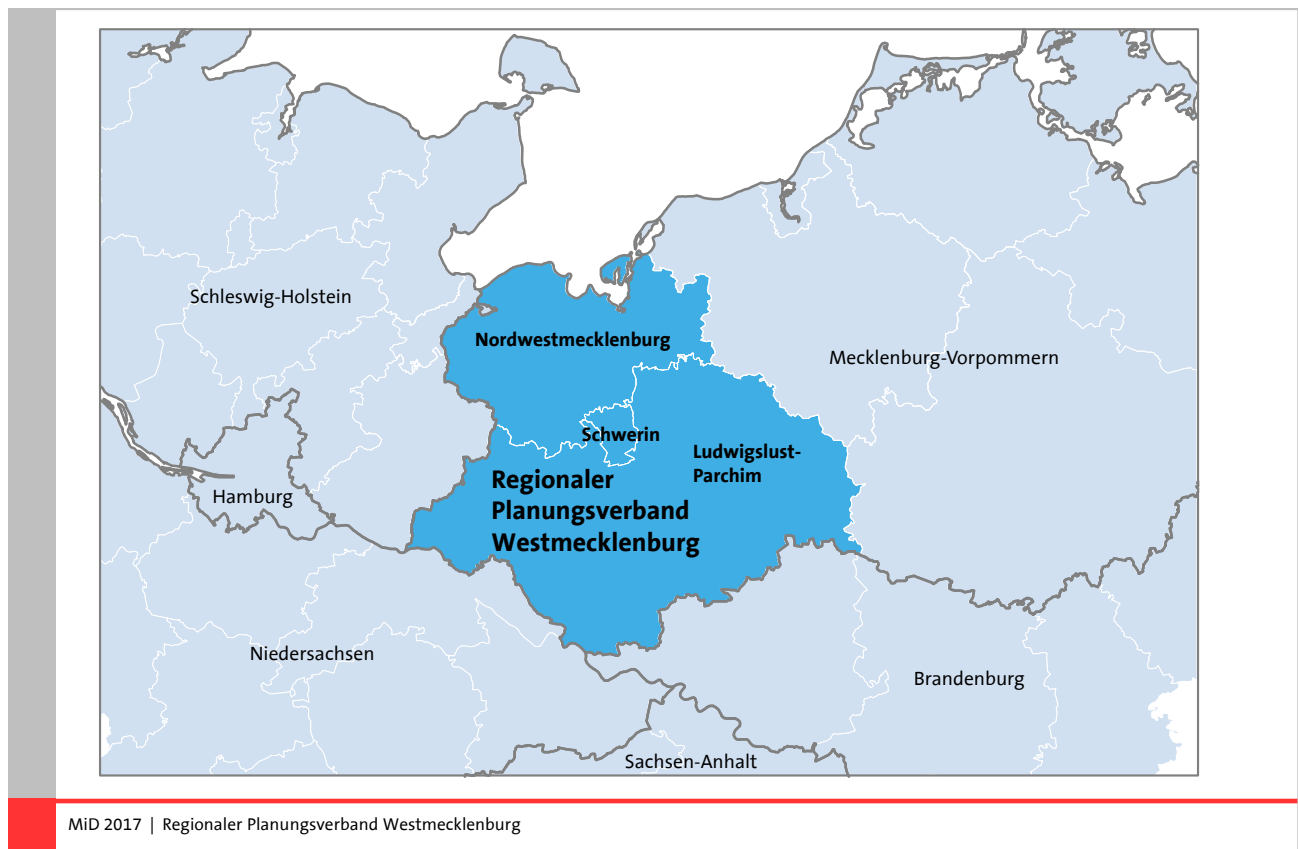 Schleswig-Holstein
Nordwestmecklenburg
Mecklenburg-Vorpommern
Schwerin
Ludwigslust-
Parchim
Regionaler
Planungsverband
Westmecklenburg
Hamburg
Niedersachsen
Brandenburg
Sachsen-Anhalt
MiD 2017 | Regionaler Planungsverband Westmecklenburg